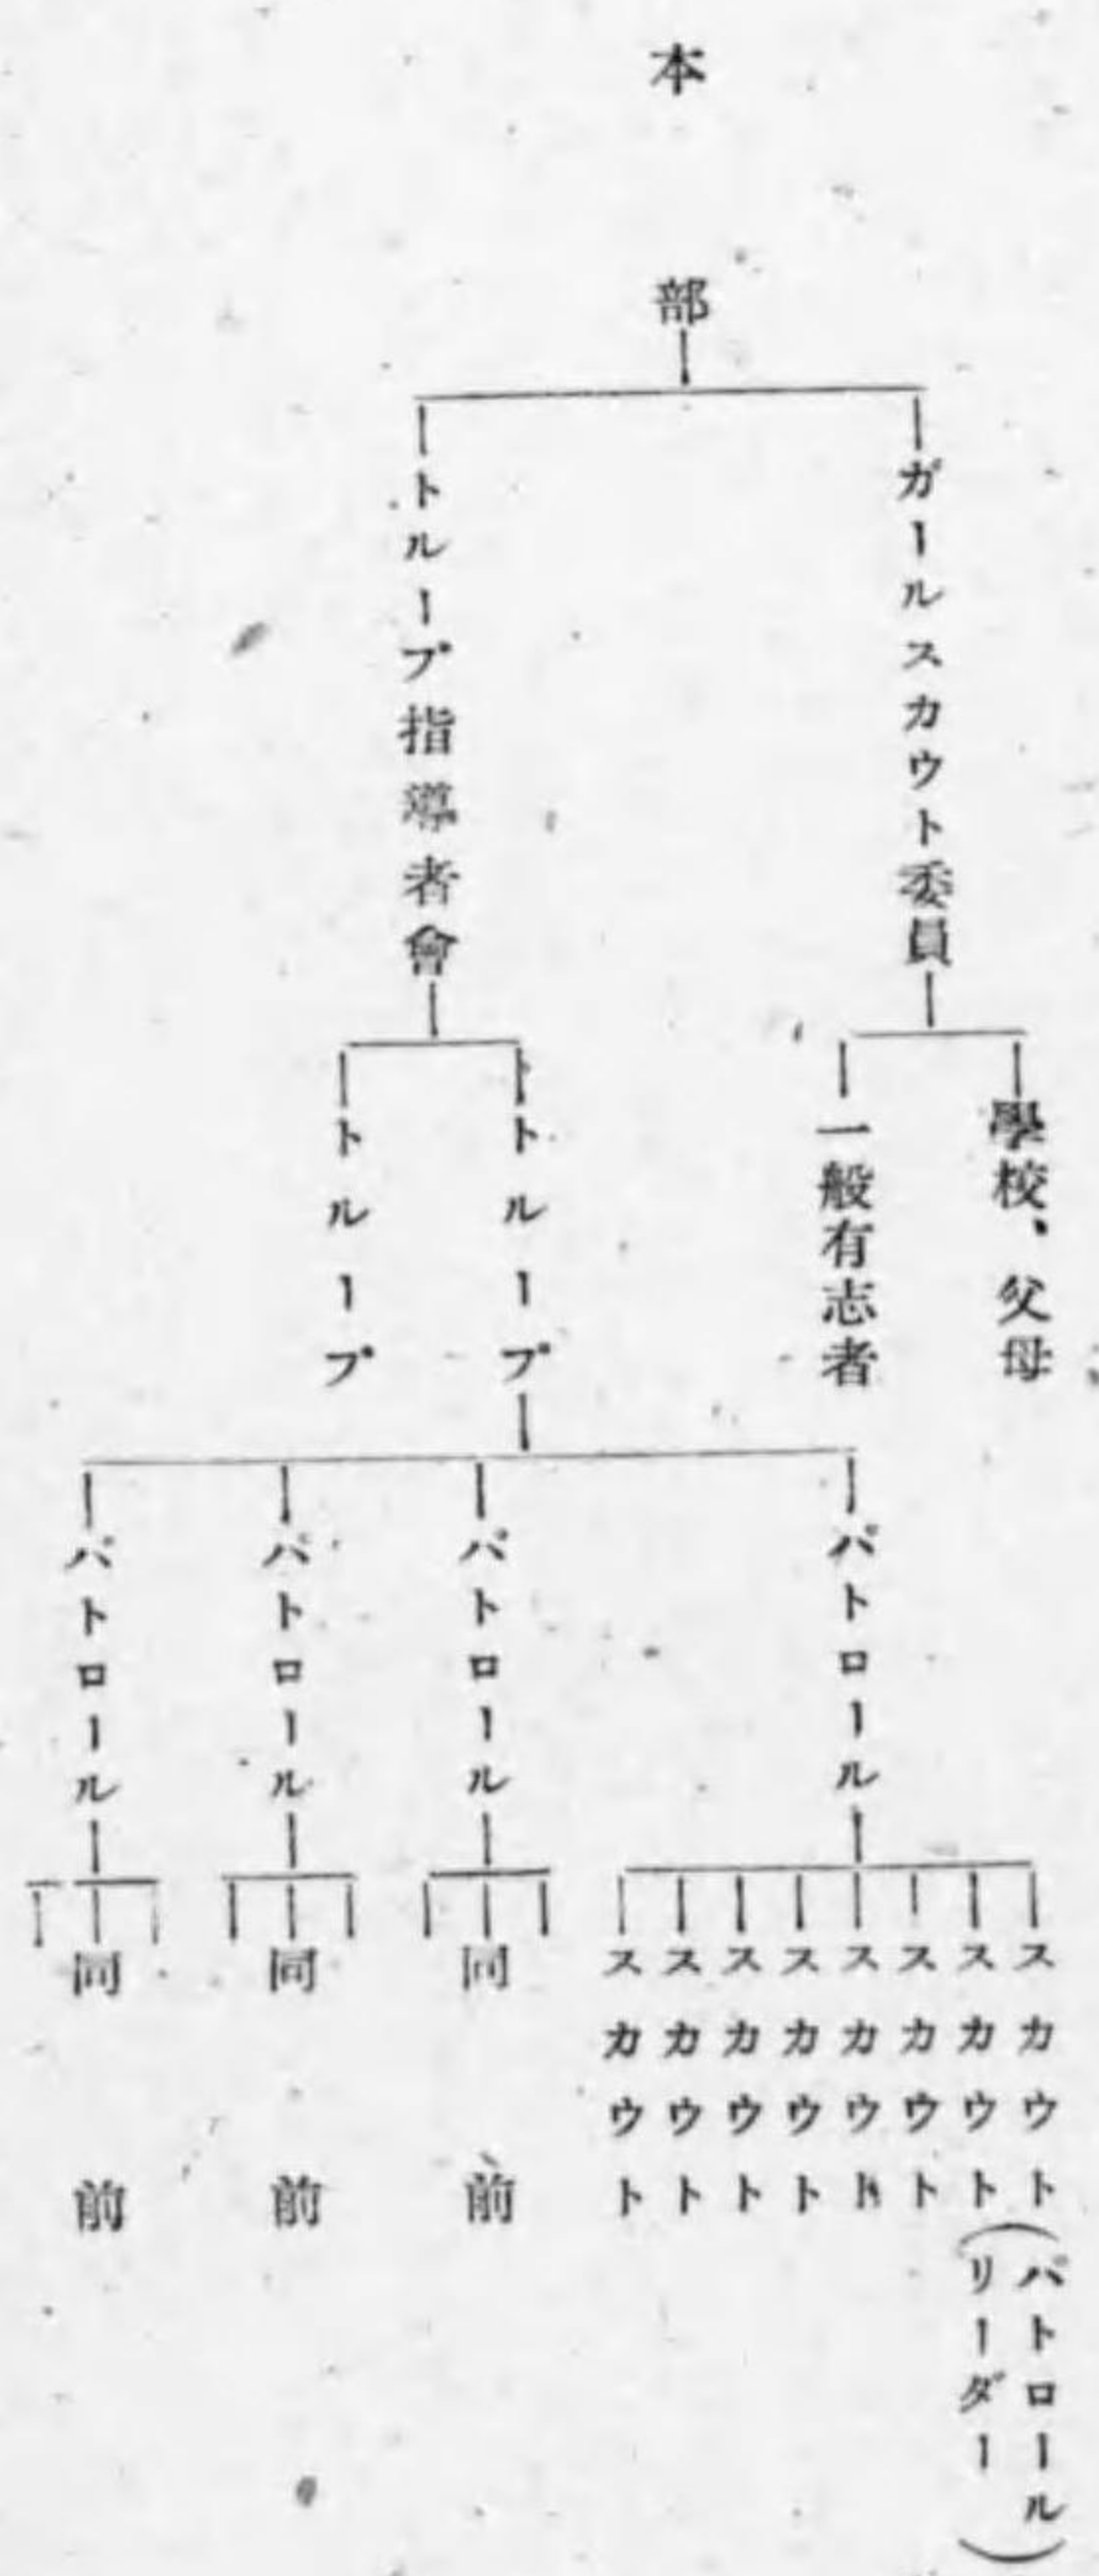 本部
ガールスカウト委員
學校、父母
一般有志者
トループ指導者會
トループ
パトロール
スカウト(パトロールリーダー)
スカウト
スカウト
スカウト
スカウト
スカウト
スカウト
スカウト
パトロール
同前
パトロール
同前
パトロール
同前
トループ